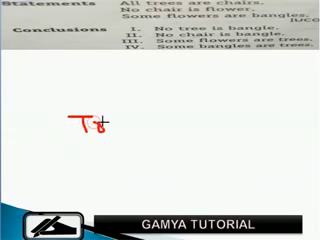 Statements All trees are chairs.
No chair is flower.
Some flowers are bangles.
Conclusions I. No tree is bangle.
II. No chair is bangle.
III. Some flowers are trees.
IV. Some bangles are trees.
GAMYA TUTORIAL